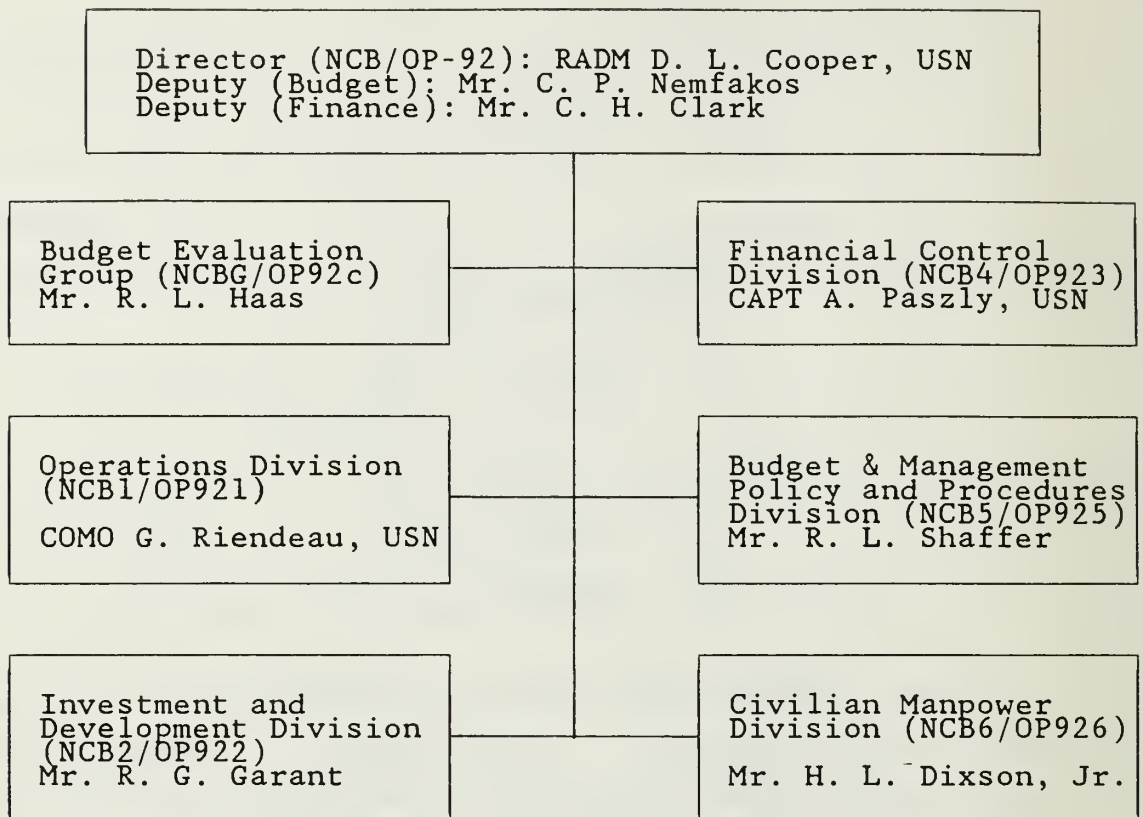 Director (NCB/OP-92): RADM D. L. Cooper, USN
Deputy (Budget): Mr. C. P. Nemfakos
Deputy (Finance): Mr. C. H. Clark
Budget Evaluation
Group (NCBG/OP92c)
Mr. R. L. Haas
Financial Control
Division (NCB4/OP923)
CAPT A. Paszly, USN
Operations Division
(NCB1/OP921)
COMO G. Riendeau, USN
Budget & Management
Policy and Procedures
Division (NCB5/OP925)
Mr. R. L. Shaffer
Investment and
Development Division
(NCB2/OP922)
Mr. R. G. Garant
Civilian Manpower
Division (NCB6/OP926)
Mr. H. L. Dixson, Jr.